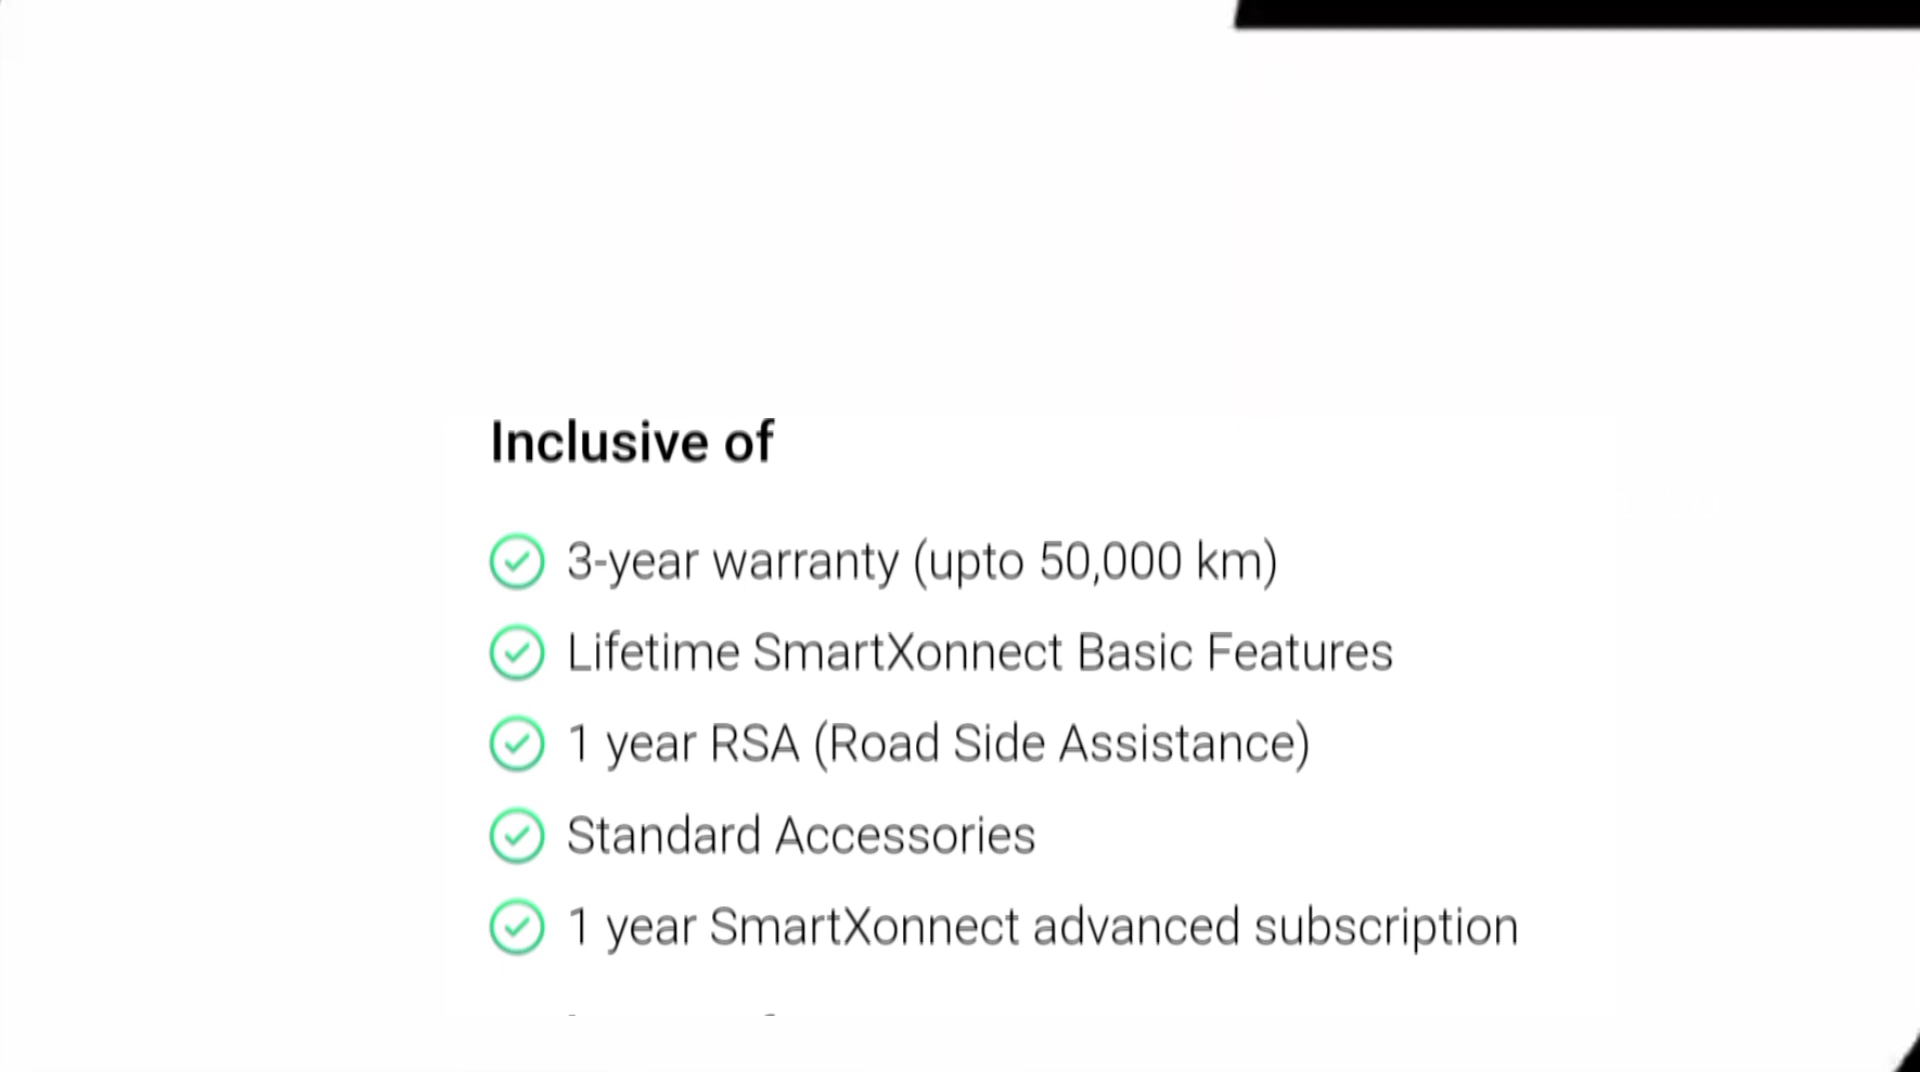 Inclusive of
3-year warranty (upto 50,000 km)
Lifetime SmartXonnect Basic Features
1 year RSA (Road Side Assistance)
Standard Accessories
1 year SmartXonnect advanced subscription